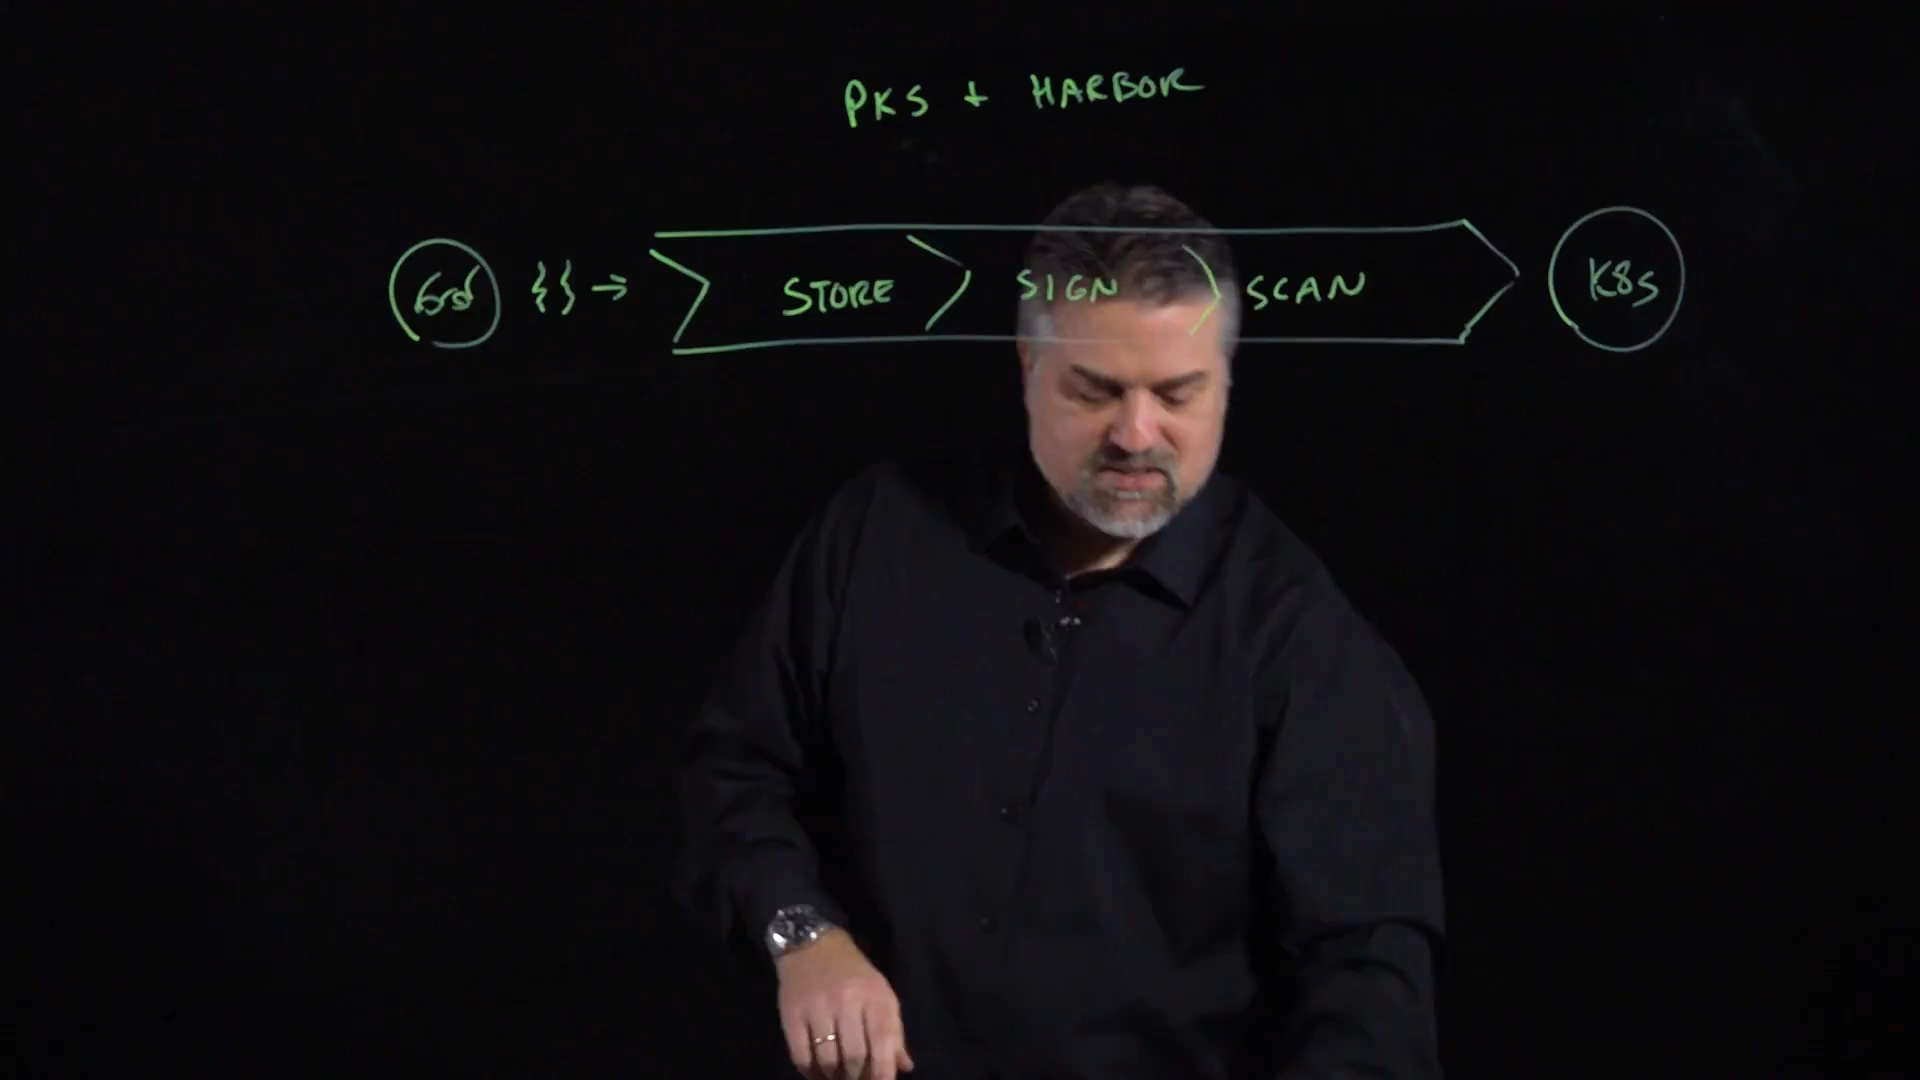 PKS + HARBOR
{ } → STORE SIGN SCAN K8s